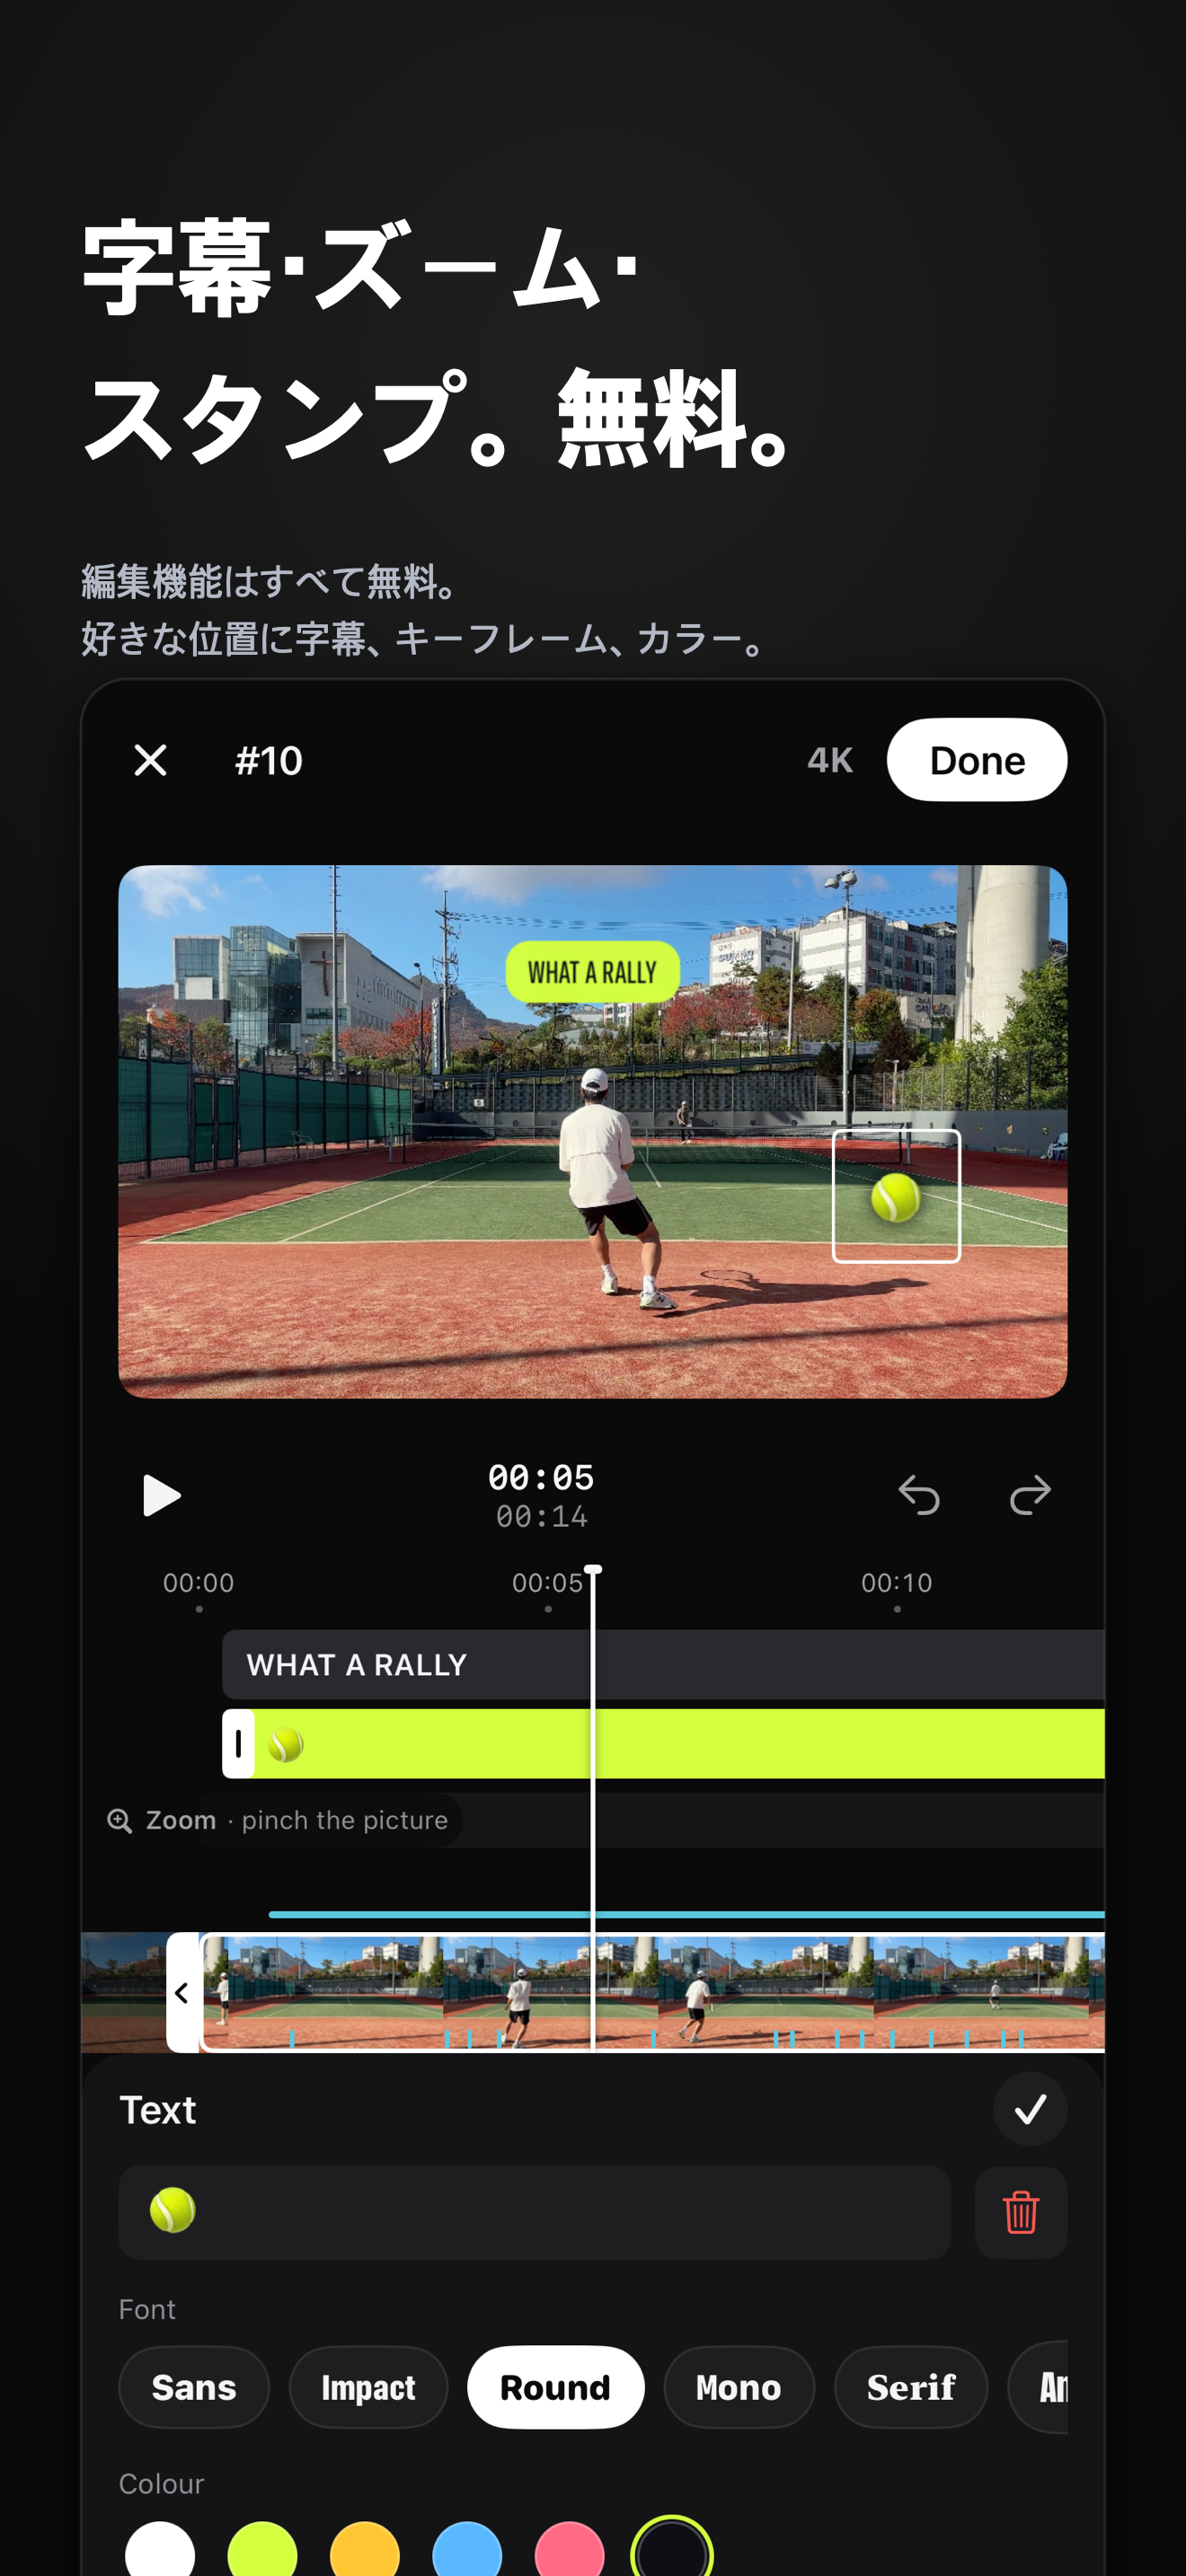 字幕·ズーム·
スタンプ。無料。
編集機能はすべて無料。
好きな位置に字幕、キーフレーム、カラー。
#10
4K
Done
WHAT A RALLY
00:05
00:14
00:00
00:05
00:10
WHAT A RALLY
Zoom · pinch the picture
Text
Font
Sans
Impact
Round
Mono
Serif
Colour